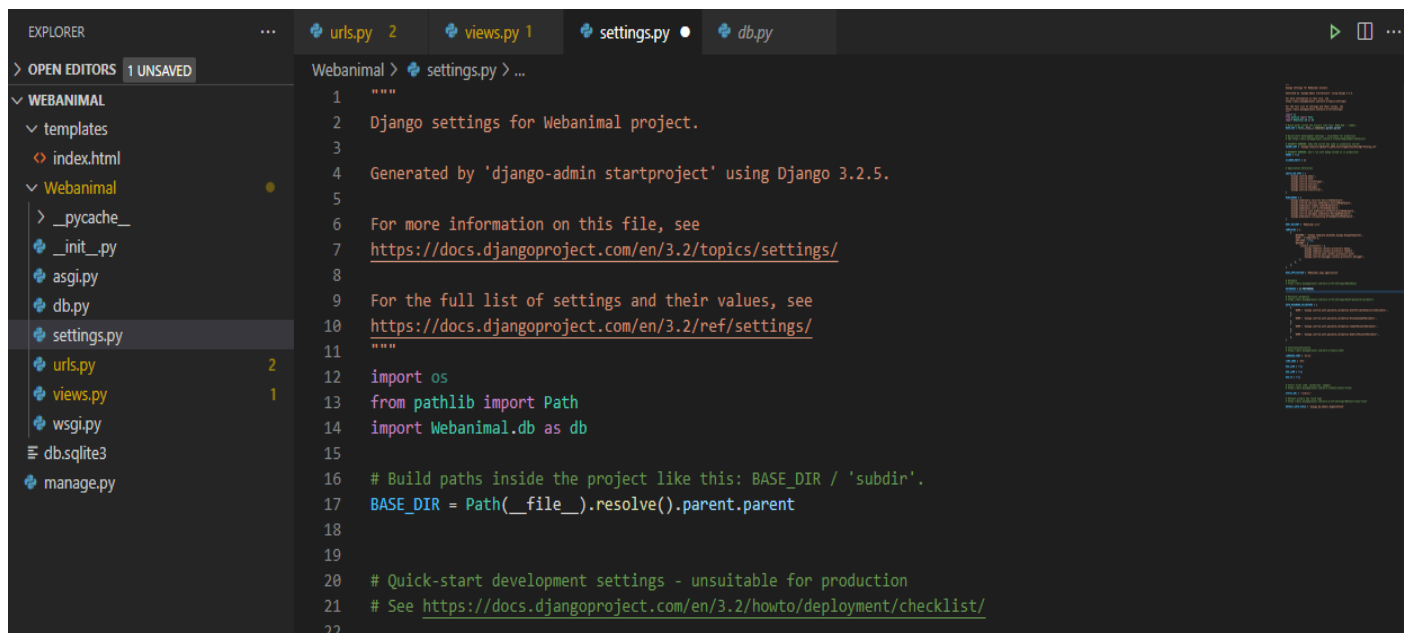 EXPLORER ...
urls.py 2 views.py 1 settings.py ● db.py ...
> OPEN EDITORS 1 UNSAVED
Webanimal > settings.py > ...
WEBANIMAL
templates
index.html
Webanimal
__pycache_
_init_.py
asgi.py
db.py
settings.py
urls.py 2
views.py 1
wsgi.py
db.sqlite3
manage.py
1 """
2 Django settings for Webanimal project.
3
4 Generated by 'django-admin startproject' using Django 3.2.5.
5
6 For more information on this file, see
7 https://docs.djangoproject.com/en/3.2/topics/settings/
8
9 For the full list of settings and their values, see
10 https://docs.djangoproject.com/en/3.2/ref/settings/
11 """
12 import os
13 from pathlib import Path
14 import Webanimal.db as db
15
16 # Build paths inside the project like this: BASE_DIR / 'subdir'.
17 BASE_DIR = Path(__file__).resolve().parent.parent
18
19
20 # Quick-start development settings - unsuitable for production
21 # See https://docs.djangoproject.com/en/3.2/howto/deployment/checklist/
22